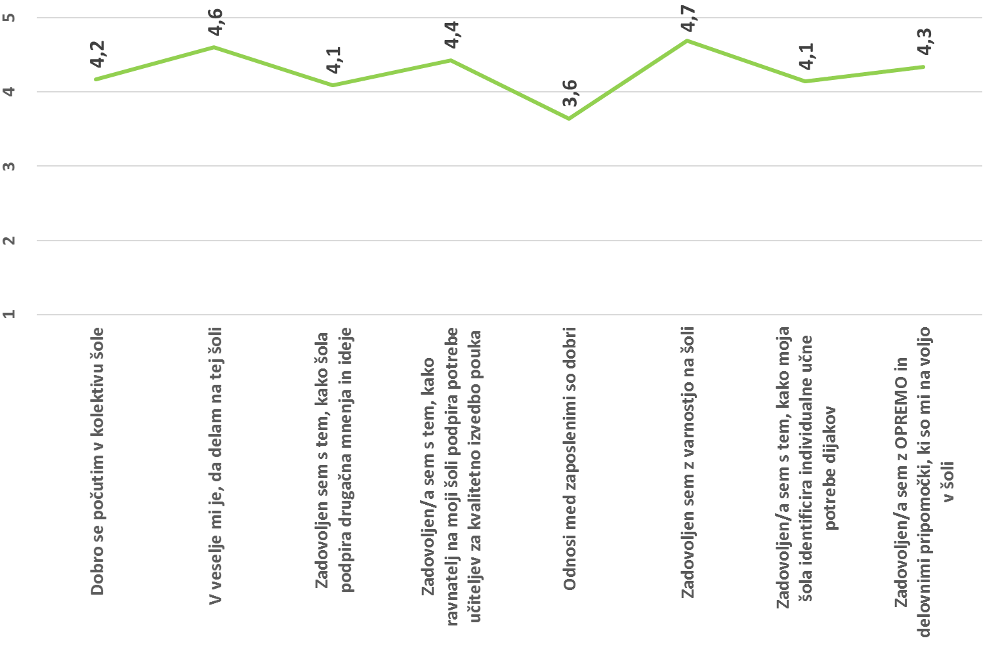 5
4
3
2
1
4,2
4,6
4,1
4,4
3,6
4,7
4,1
4,3
Dobro se počutim v kolektivu šole
V veselje mi je, da delam na tej šoli
Zadovoljen sem s tem, kako šola
podpira drugačna mnenja in ideje
Zadovoljen/a sem s tem, kako
ravnatelj na moji šoli podpira potrebe
učiteljev za kvalitetno izvedbo pouka
Odnosi med zaposlenimi so dobri
Zadovoljen sem z varnostjo na šoli
Zadovoljen/a sem s tem, kako moja
šola identificira individualne učne
potrebe dijakov
Zadovoljen/a sem z OPREMO in
delovnimi pripomočki, ki so mi na voljo
v šoli